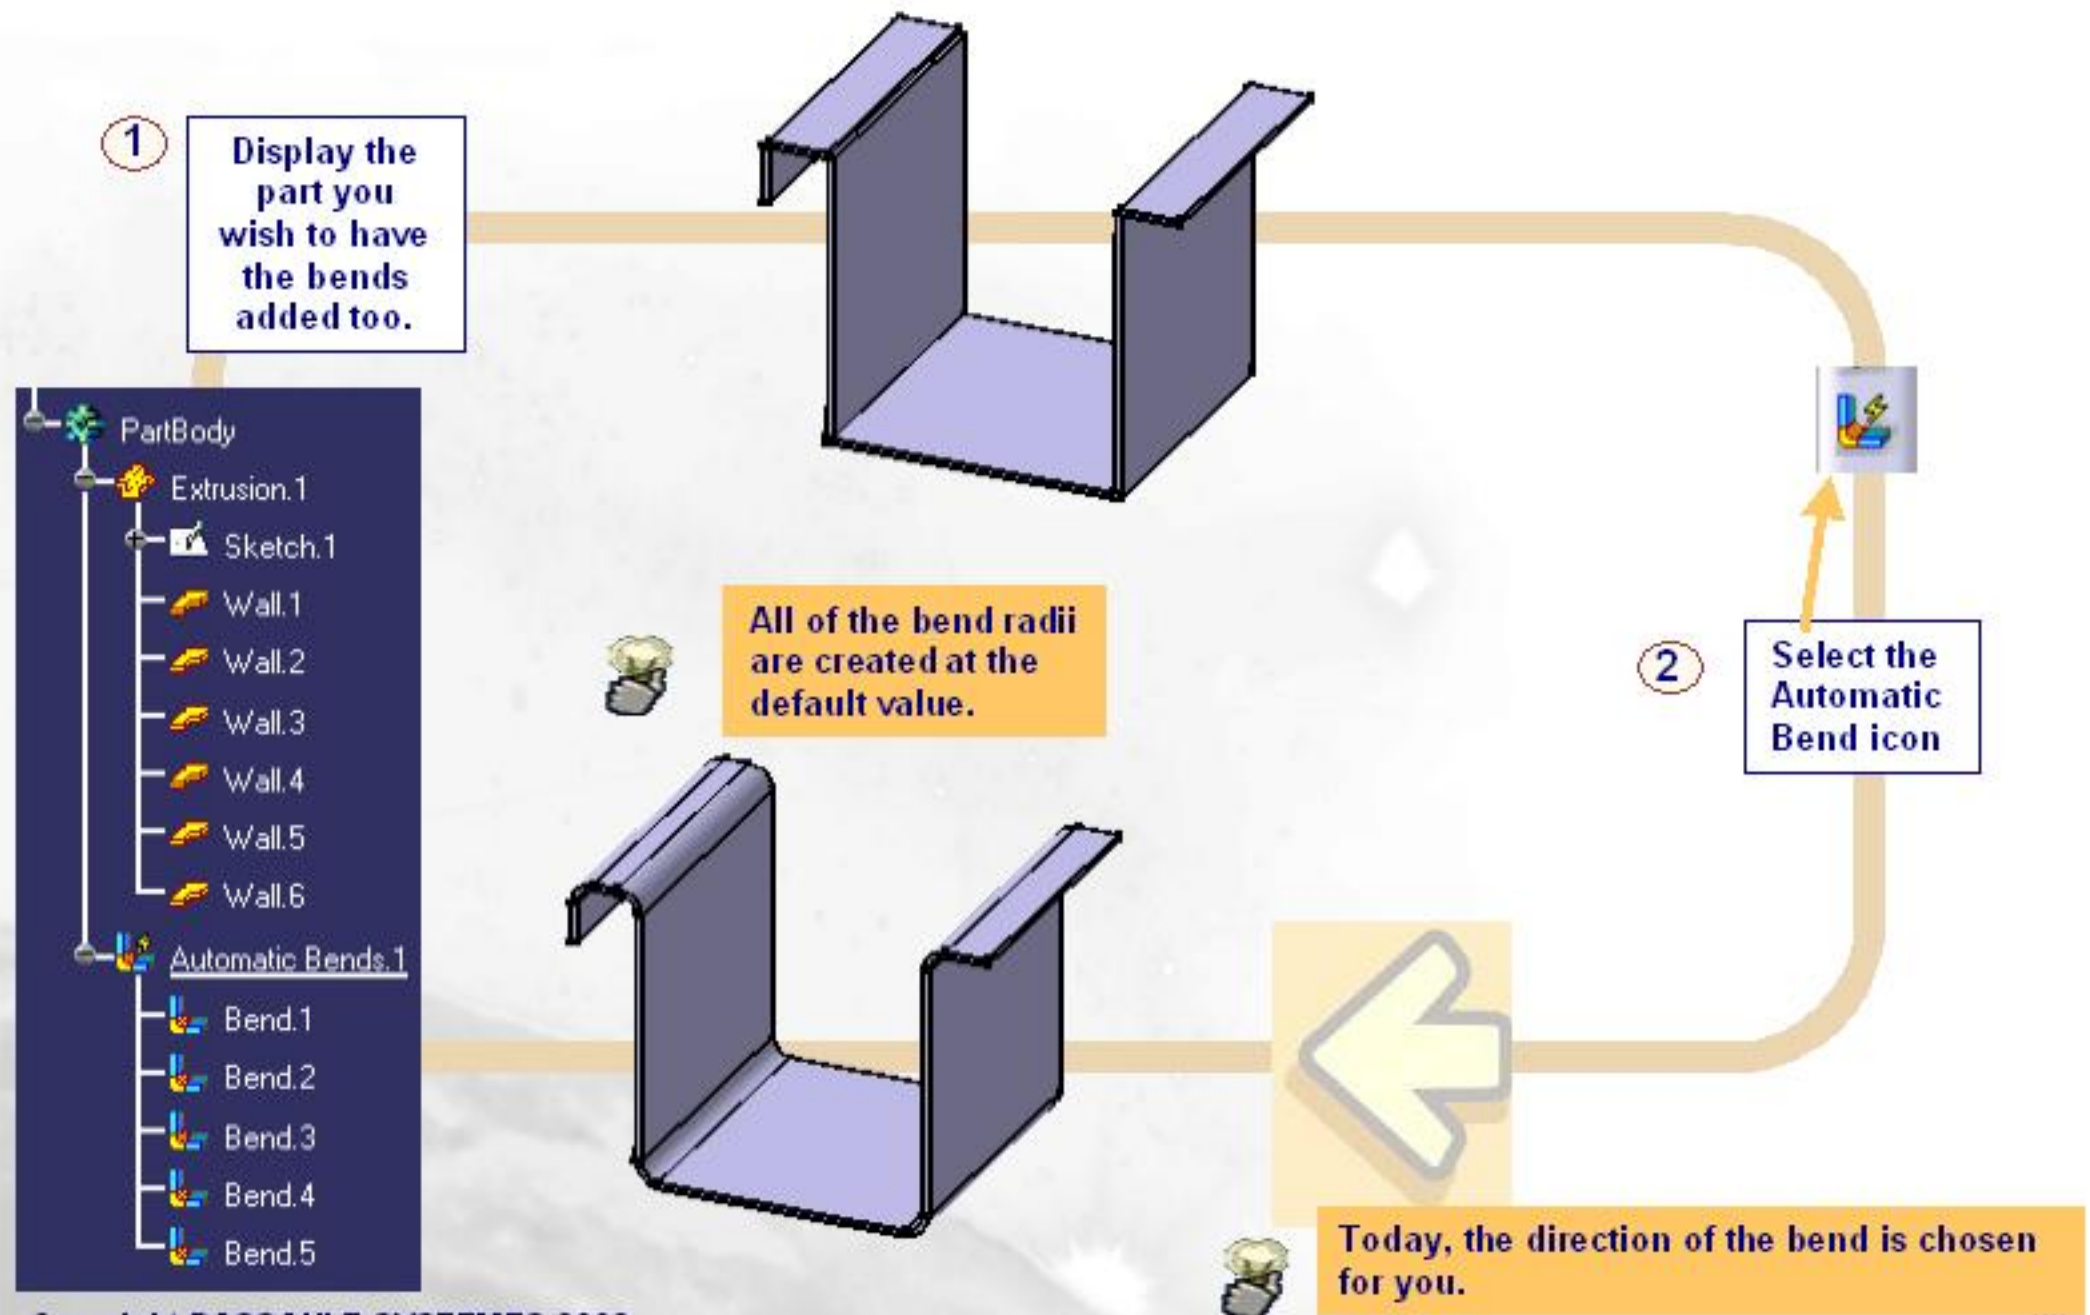 1
Display the
part you
wish to have
the bends
added too.
PartBody
Extrusion.1
Sketch.1
Wall.1
Wall.2
Wall.3
Wall.4
Wall.5
Wall.6
Automatic Bends.1
Bend.1
Bend.2
Bend.3
Bend.4
Bend.5
All of the bend radii
are created at the
default value.
2
Select the
Automatic
Bend icon
Today, the direction of the bend is chosen
for you.